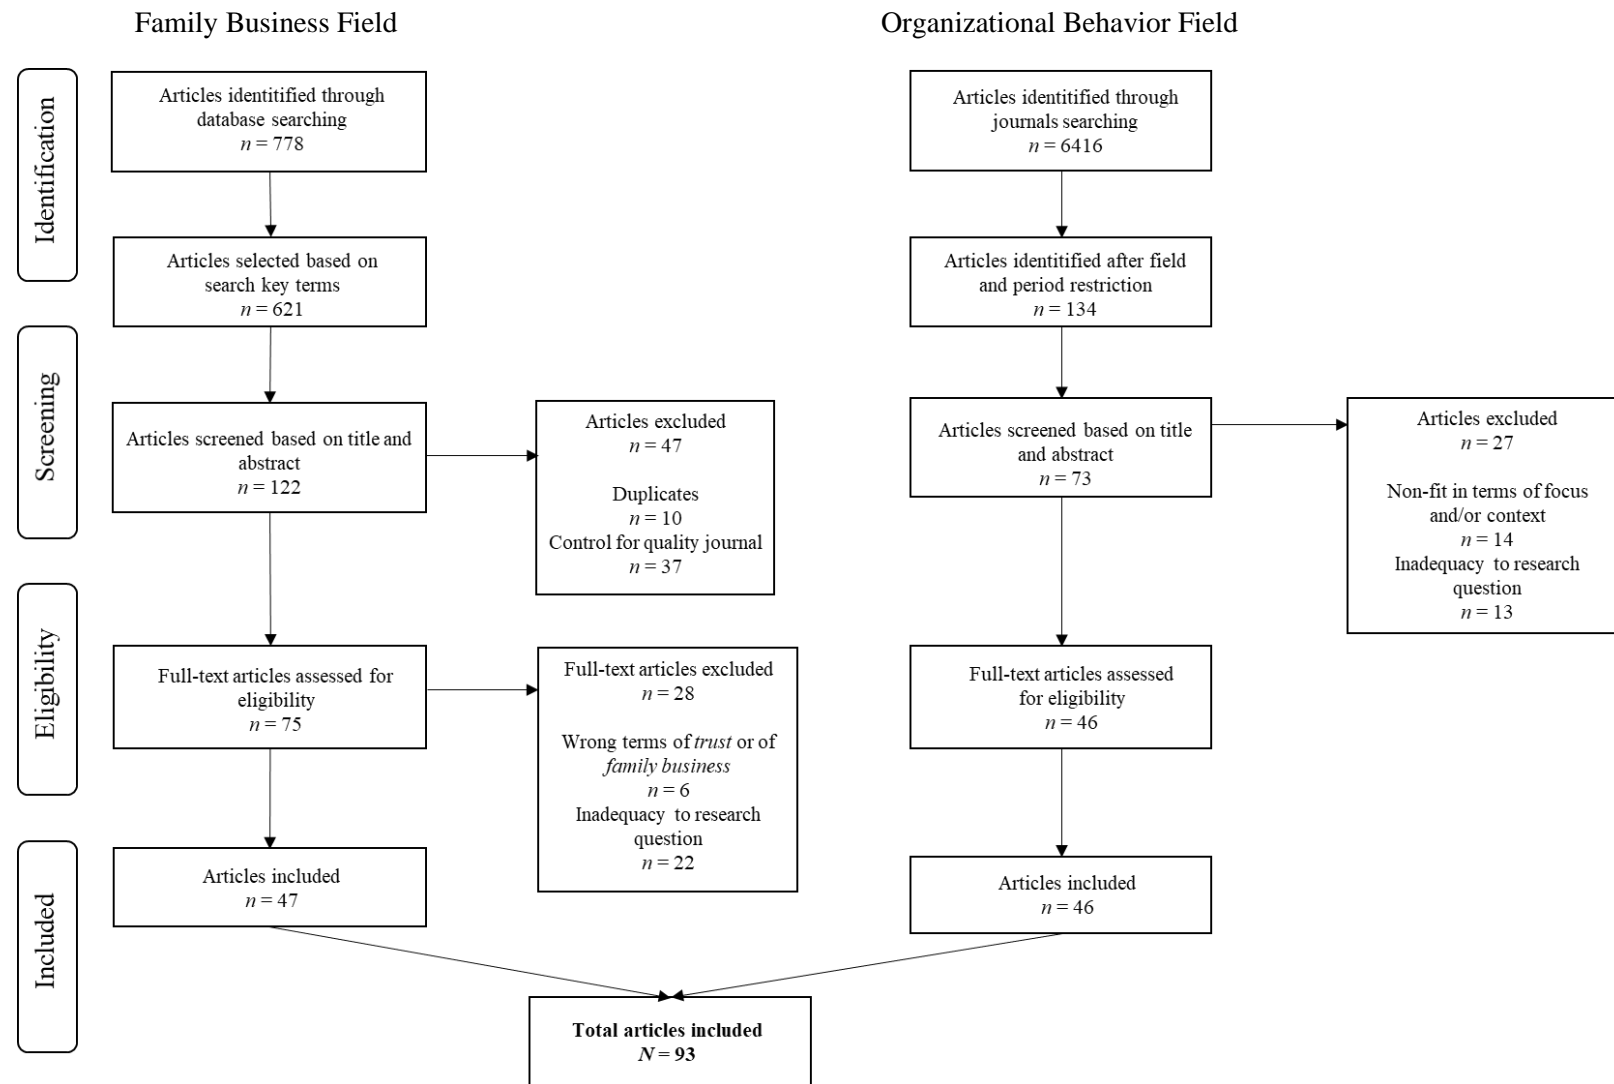 Family Business Field
Organizational Behavior Field
Identification
Articles identitified through
database searching
n = 778
Articles identitified through
journals searching
n = 6416
Articles selected based on
search key terms
n = 621
Articles identitified after field
and period restriction
n = 134
Screening
Articles screened based on title and
abstract
n = 122
Articles excluded
n = 47
Duplicates
n = 10
Control for quality journal
n = 37
Articles screened based on title
and abstract
n = 73
Articles excluded
n = 27
Non-fit in terms of focus
and/or context
n = 14
Inadequacy to research
question
n = 13
Eligibility
Full-text articles assessed for
eligibility
n = 75
Full-text articles excluded
n = 28
Wrong terms of trust or of
family business
n = 6
Inadequacy to research
question
n = 22
Full-text articles assessed
for eligibility
n = 46
Included
Articles included
n = 47
Articles included
n = 46
Total articles included
N = 93